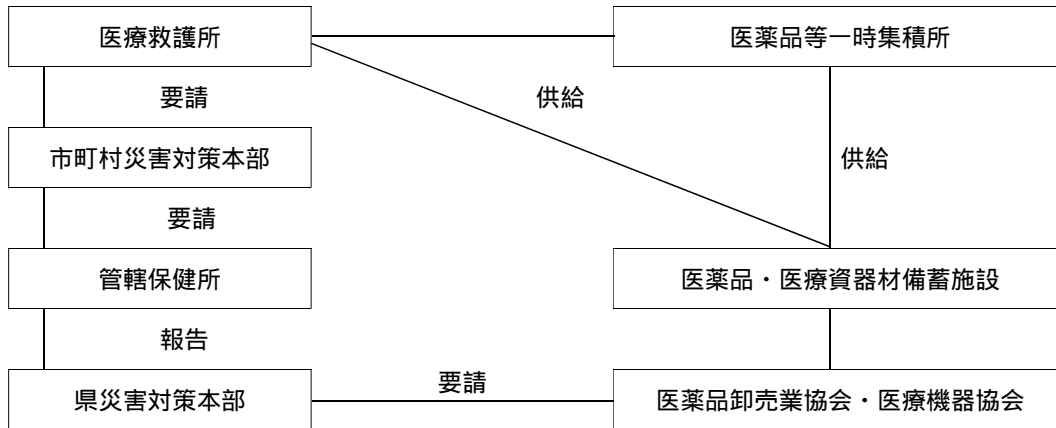 医療救護所
医薬品等一時集積所
要請
供給
市町村災害対策本部
供給
要請
管轄保健所
医薬品・医療資器材備蓄施設
報告
要請
県災害対策本部
医薬品卸売業協会・医療機器協会